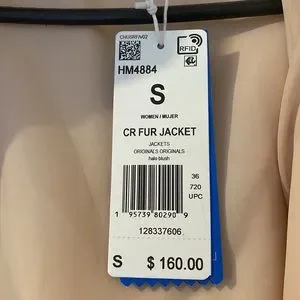 CHUSRFIV02
RFID
HM4884
S
WOMEN / MUJER
CR FUR JACKET
JACKETS
ORIGINALS ORIGINALS
halo blush
36
720
UPC
1 95739 80290 9
128337606
S $ 160.00